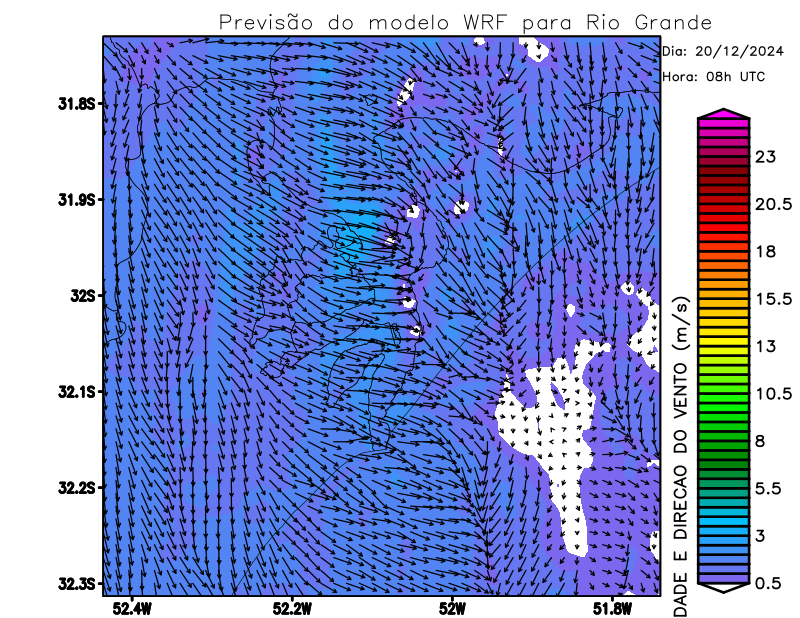 Previsão do modelo WRF para Rio Grande
Dia: 20/12/2024
Hora: 08h UTC
31.8S
31.9S
32S
32.1S
32.2S
32.3S
52.4W
52.2W
52W
51.8W
DADE E DIRECAO DO VENTO (m/s)
23
20.5
18
15.5
13
10.5
8
5.5
3
0.5